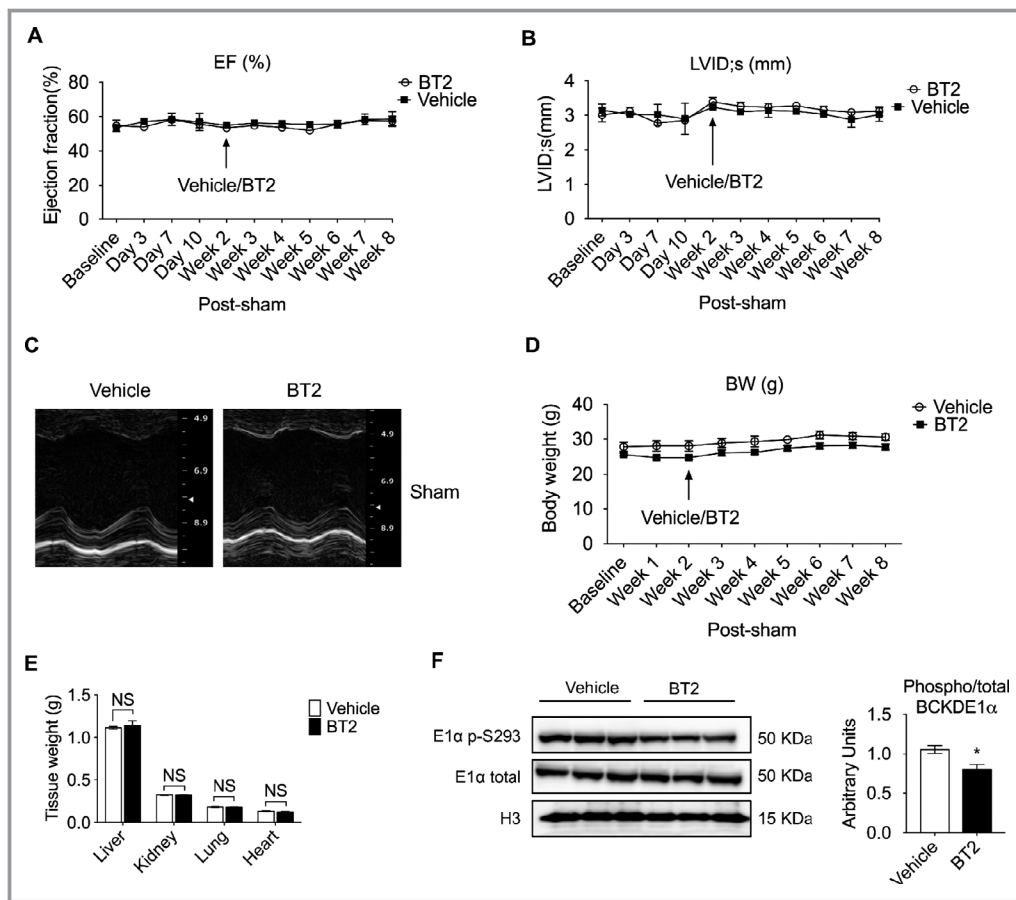 A
EF (%)
Ejection fraction(%)
80
60
40
20
0
BT2
Vehicle
Vehicle/BT2
Baseline
Day 3
Day 7
Day 10
Week 2
Week 3
Week 4
Week 5
Week 6
Week 7
Week 8
Post-sham
B
LVID;s (mm)
LVID;s(mm)
4
3
2
1
0
BT2
Vehicle
Vehicle/BT2
Baseline
Day 3
Day 7
Day 10
Week 2
Week 3
Week 4
Week 5
Week 6
Week 7
Week 8
Post-sham
C
Vehicle
BT2
4.9
6.9
8.9
4.9
6.9
8.9
Sham
D
BW (g)
Body weight (g)
40
30
20
10
0
Vehicle
BT2
Vehicle/BT2
Baseline
Week 1
Week 2
Week 3
Week 4
Week 5
Week 6
Week 7
Week 8
Post-sham
E
Tissue weight (g)
1.5
1.0
0.5
0.0
NS
NS
NS
NS
Vehicle
BT2
Liver
Kidney
Lung
Heart
F
Vehicle
BT2
E1α p-S293
50 KDa
E1α total
50 KDa
H3
15 KDa
Phospho/total
BCKDE1α
Arbitrary Units
1.5
1.0
0.5
0.0
*
Vehicle
BT2